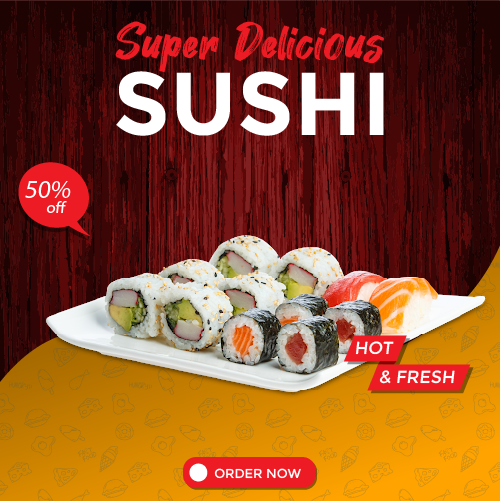 Super Delicious
SUSHI
50%
off
HOT
& FRESH
ORDER NOW